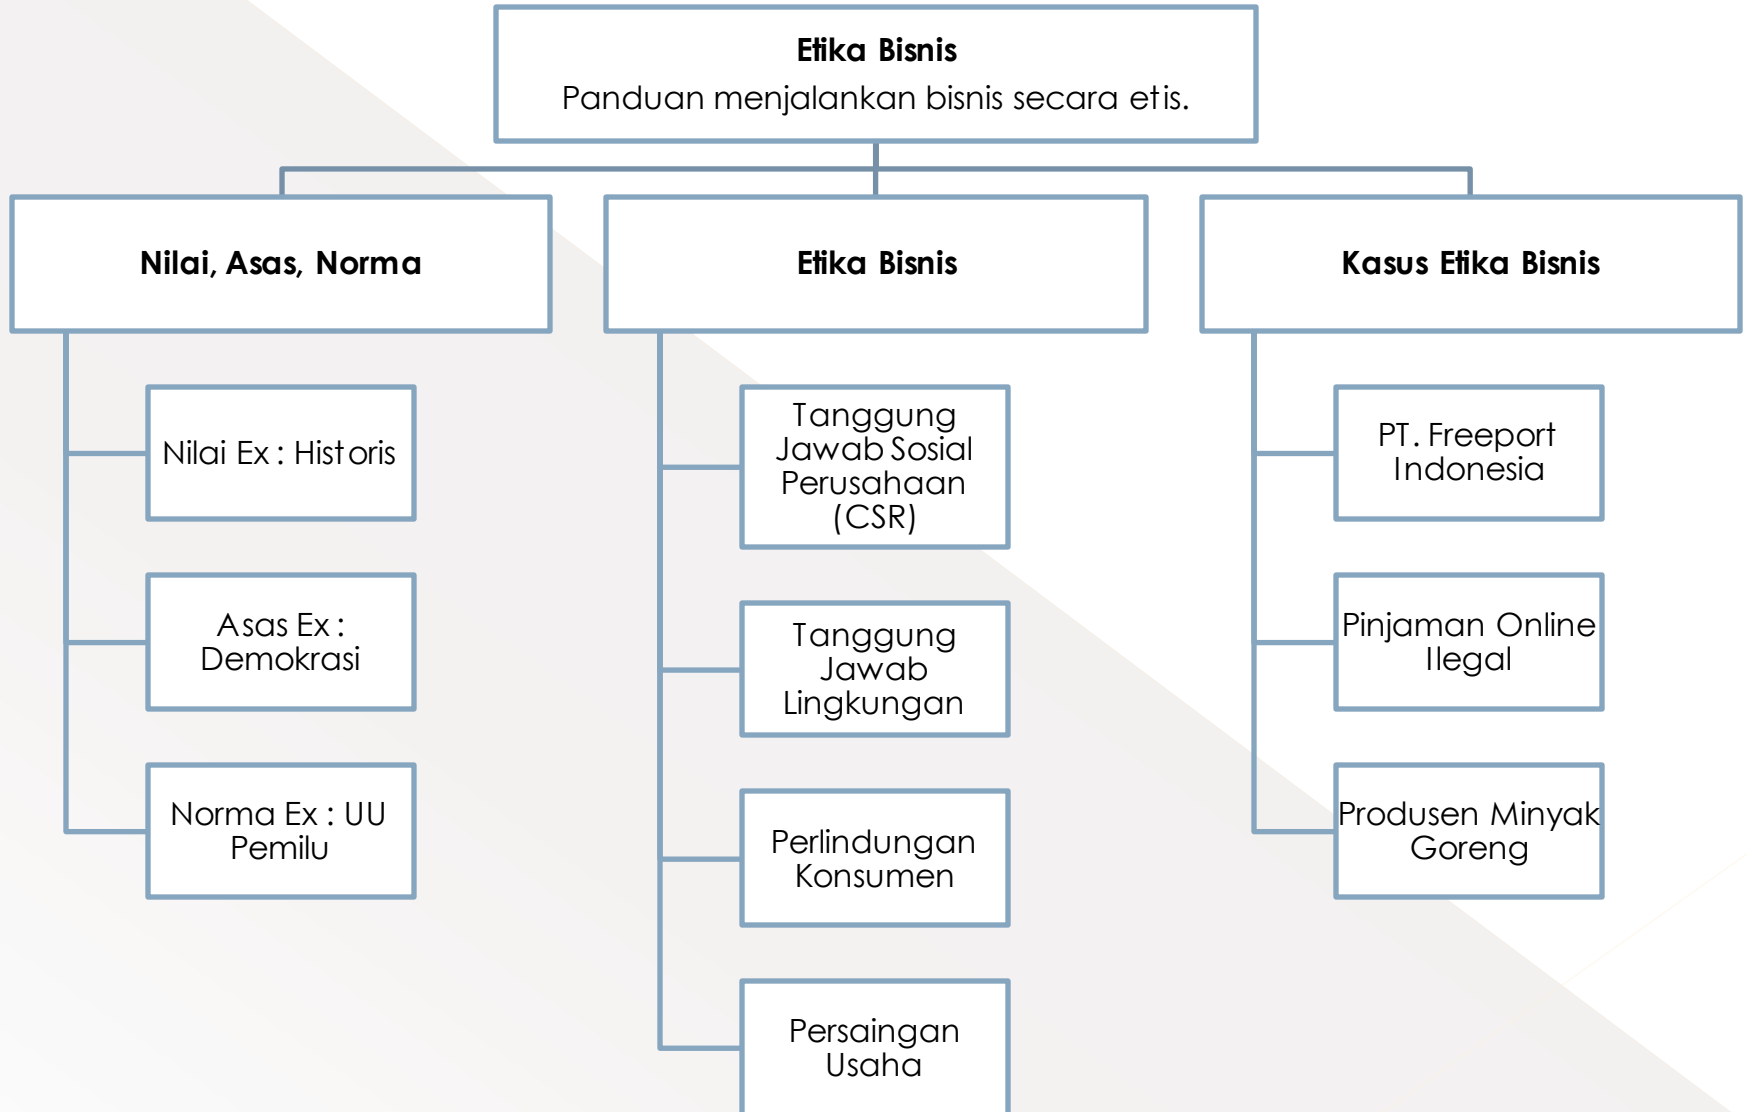 Etika Bisnis
Panduan menjalankan bisnis secara etis.
Nilai, Asas, Norma
Nilai Ex : Historis
Asas Ex :
Demokrasi
Norma Ex : UU
Pemilu
Etika Bisnis
Tanggung
Jawab Sosial
Perusahaan
(CSR)
Tanggung
Jawab
Lingkungan
Perlindungan
Konsumen
Persaingan
Usaha
Kasus Etika Bisnis
PT. Freeport
Indonesia
Pinjaman Online
Ilegal
Produsen Minyak
Goreng